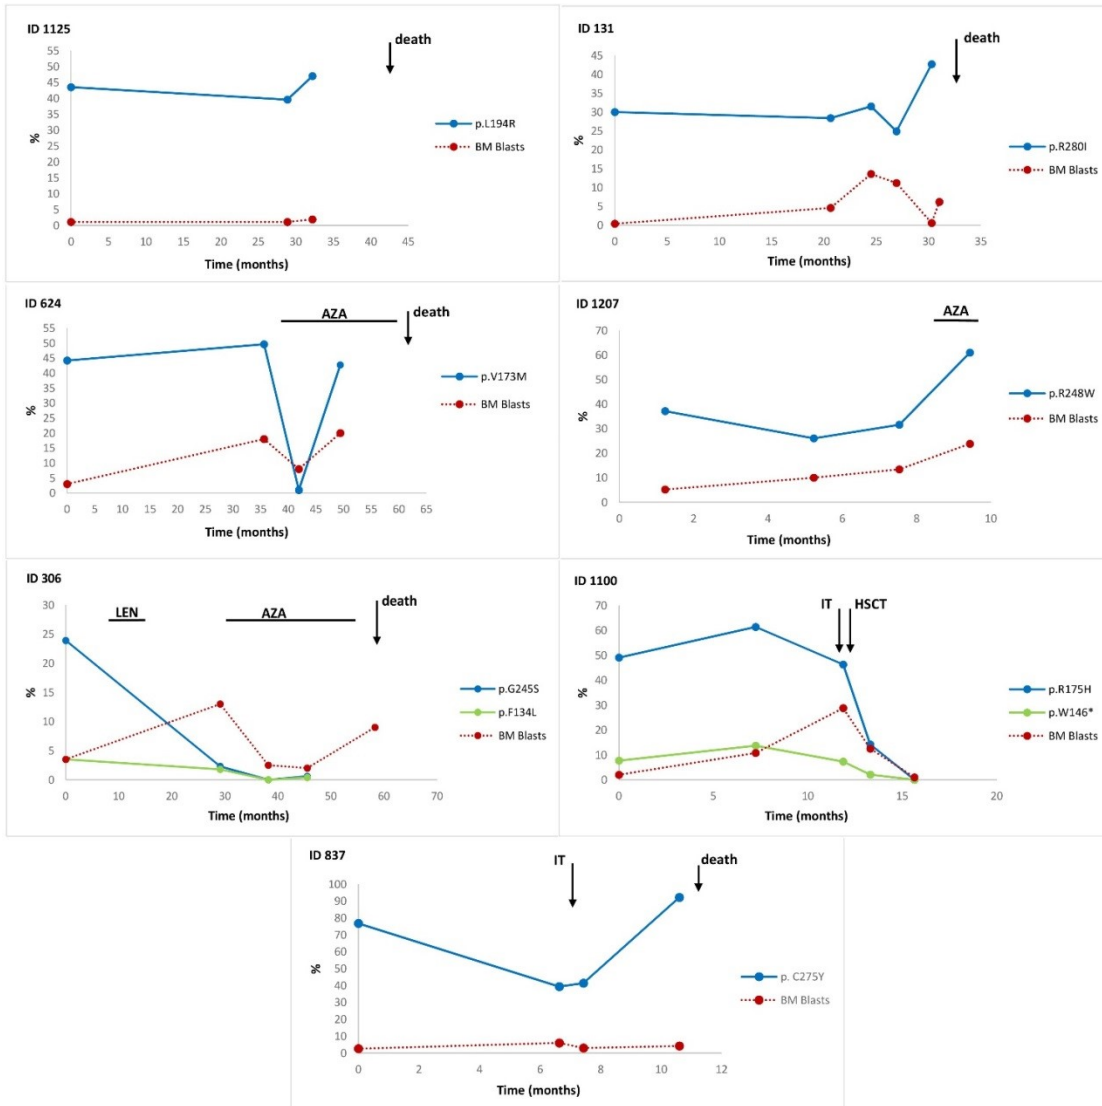 ID 1125
death
55
50
45
40
35
30
25
20
15
10
5
0
%
p.L194R
BM Blasts
0 5 10 15 20 25 30 35 40 45
Time (months)
ID 131
death
45
40
35
30
25
20
15
10
5
0
%
p.R280I
BM Blasts
0 5 10 15 20 25 30 35
Time (months)
ID 624
AZA
death
55
50
45
40
35
30
25
20
15
10
5
0
%
p.V173M
BM Blasts
0 5 10 15 20 25 30 35 40 45 50 55 60 65
Time (months)
ID 1207
AZA
70
60
50
40
30
20
10
0
%
p.R248W
BM Blasts
0 2 4 6 8 10
Time (months)
ID 306
LEN
AZA
death
30
25
20
15
10
5
0
%
p.G245S
p.F134L
BM Blasts
0 10 20 30 40 50 60 70
Time (months)
ID 1100
IT HSCT
70
60
50
40
30
20
10
0
%
p.R175H
p.W146*
BM Blasts
0 5 10 15 20
Time (months)
ID 837
IT
death
100
90
80
70
60
50
40
30
20
10
0
%
p. C275Y
BM Blasts
0 2 4 6 8 10 12
Time (months)